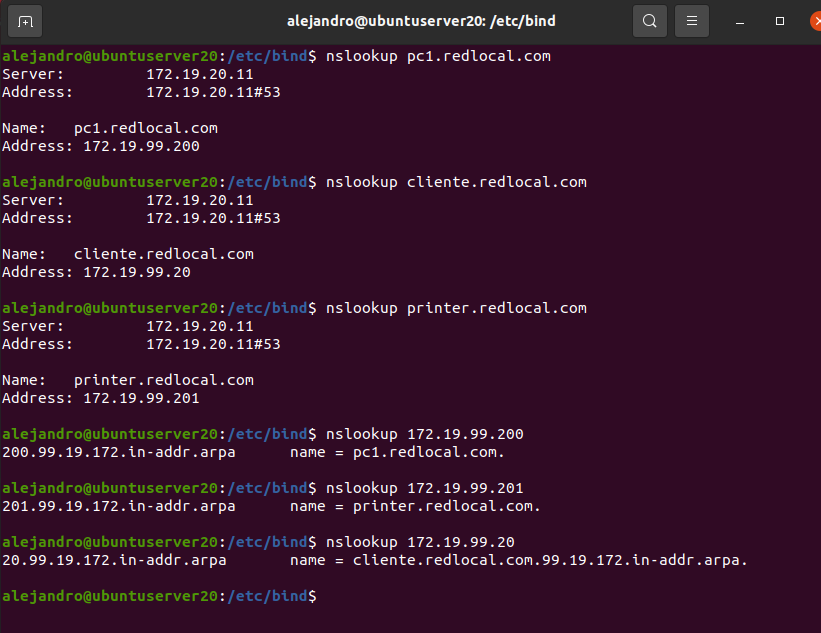 alejandro@ubuntuserver20: /etc/bind
alejandro@ubuntuserver20:/etc/bind$ nslookup pc1.redlocal.com
Server:         172.19.20.11
Address:        172.19.20.11#53
Name:   pc1.redlocal.com
Address: 172.19.99.200
alejandro@ubuntuserver20:/etc/bind$ nslookup cliente.redlocal.com
Server:         172.19.20.11
Address:        172.19.20.11#53
Name:   cliente.redlocal.com
Address: 172.19.99.20
alejandro@ubuntuserver20:/etc/bind$ nslookup printer.redlocal.com
Server:         172.19.20.11
Address:        172.19.20.11#53
Name:   printer.redlocal.com
Address: 172.19.99.201
alejandro@ubuntuserver20:/etc/bind$ nslookup 172.19.99.200
200.99.19.172.in-addr.arpa      name = pc1.redlocal.com.
alejandro@ubuntuserver20:/etc/bind$ nslookup 172.19.99.201
201.99.19.172.in-addr.arpa      name = printer.redlocal.com.
alejandro@ubuntuserver20:/etc/bind$ nslookup 172.19.99.20
20.99.19.172.in-addr.arpa       name = cliente.redlocal.com.99.19.172.in-addr.arpa.
alejandro@ubuntuserver20:/etc/bind$